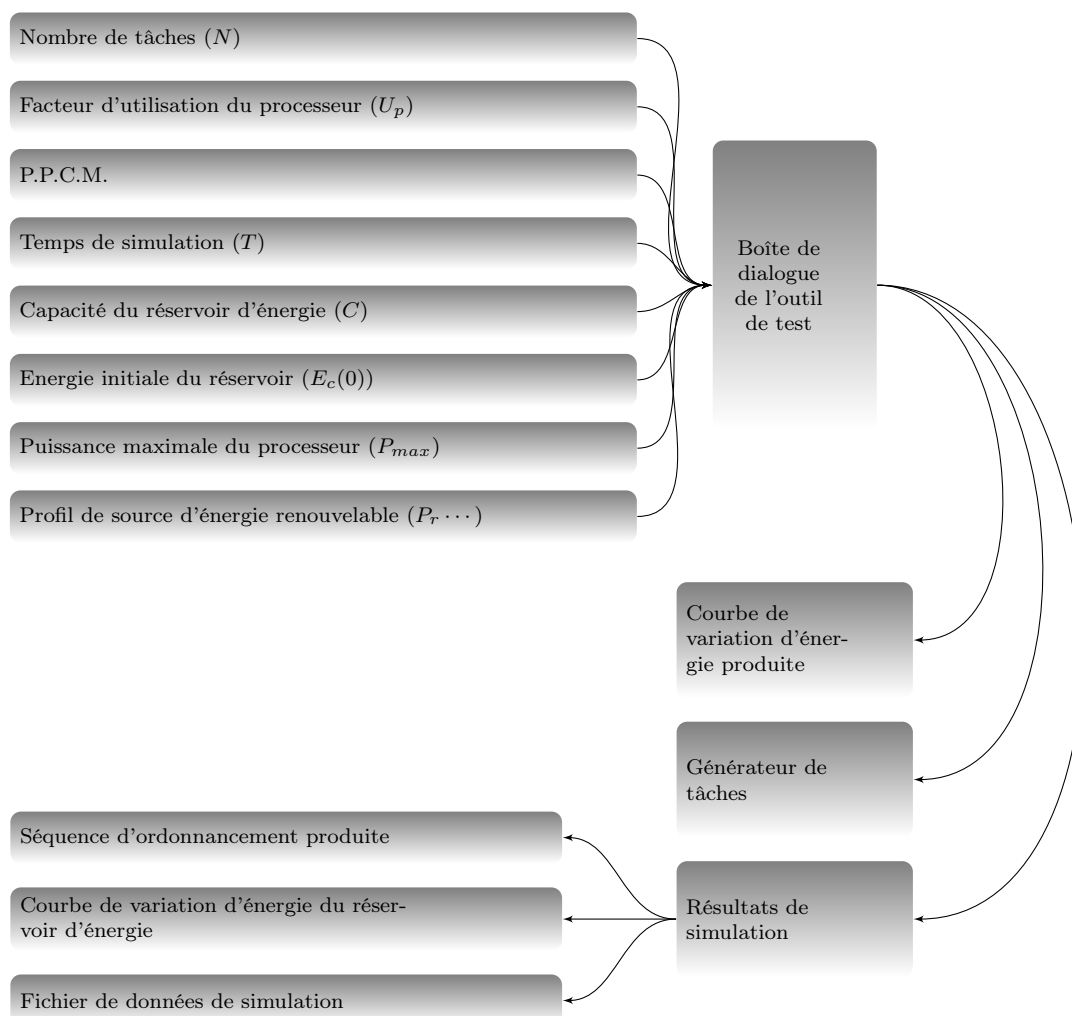 Nombre de tâches (N)
Facteur d'utilisation du processeur (U_p)
P.P.C.M.
Temps de simulation (T)
Capacité du réservoir d'énergie (C)
Energie initiale du réservoir (E_c(0))
Puissance maximale du processeur (P_{max})
Profil de source d'énergie renouvelable (P_r ⋯)
Boîte de
dialogue
de l'outil
de test
Courbe de
variation d'éner-
gie produite
Générateur de
tâches
Résultats de
simulation
Séquence d'ordonnancement produite
Courbe de variation d'énergie du réser-
voir d'énergie
Fichier de données de simulation